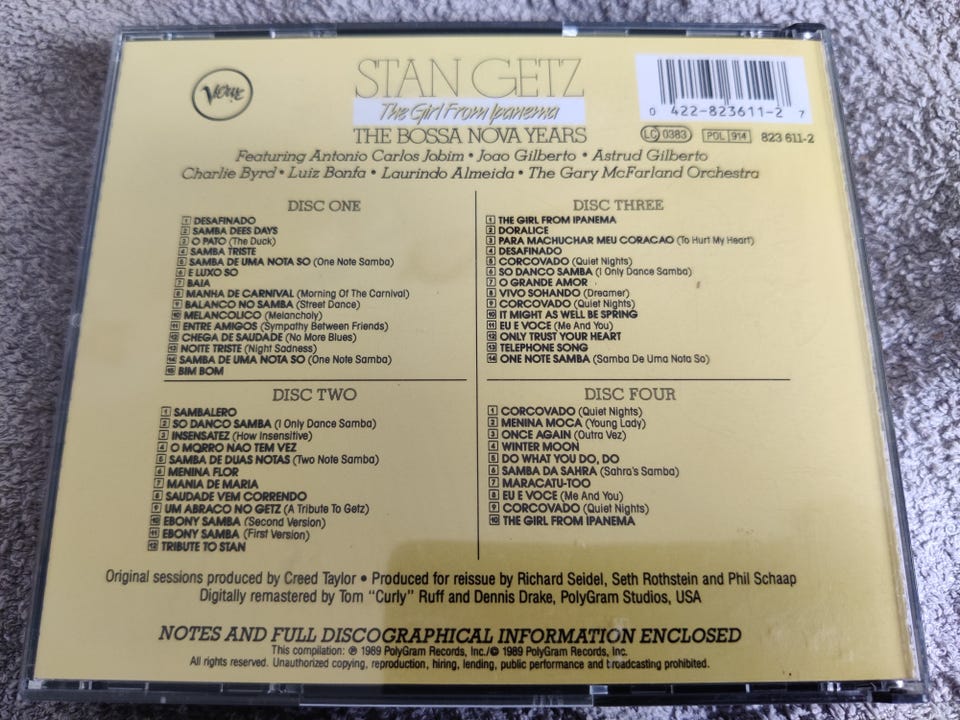 Verve
STAN GETZ
The Girl From Ipanema
THE BOSSA NOVA YEARS
0 422-823611-2 7
LC 0383 POL 914 823 611-2
Featuring Antonio Carlos Jobim • Joao Gilberto • Astrud Gilberto
Charlie Byrd • Luiz Bonfa • Laurindo Almeida • The Gary McFarland Orchestra
DISC ONE
1 DESAFINADO
2 SAMBA DEES DAYS
3 O PATO (The Duck)
4 SAMBA TRISTE
5 SAMBA DE UMA NOTA SO (One Note Samba)
6 E LUXO SO
7 BAIA
8 MANHA DE CARNIVAL (Morning Of The Carnival)
9 BALANCO NO SAMBA (Street Dance)
10 MELANCOLICO (Melancholy)
11 ENTRE AMIGOS (Sympathy Between Friends)
12 CHEGA DE SAUDADE (No More Blues)
13 NOITE TRISTE (Night Sadness)
14 SAMBA DE UMA NOTA SO (One Note Samba)
15 BIM BOM
DISC TWO
1 SAMBALERO
2 SO DANCO SAMBA (I Only Dance Samba)
3 INSENSATEZ (How Insensitive)
4 O MORRO NAO TEM VEZ
5 SAMBA DE DUAS NOTAS (Two Note Samba)
6 MENINA FLOR
7 MANIA DE MARIA
8 SAUDADE VEM CORRENDO
9 UM ABRACO NO GETZ (A Tribute To Getz)
10 EBONY SAMBA (Second Version)
11 EBONY SAMBA (First Version)
12 TRIBUTE TO STAN
DISC THREE
1 THE GIRL FROM IPANEMA
2 DORALICE
3 PARA MACHUCHAR MEU CORACAO (To Hurt My Heart)
4 DESAFINADO
5 CORCOVADO (Quiet Nights)
6 SO DANCO SAMBA (I Only Dance Samba)
7 O GRANDE AMOR
8 VIVO SOHANDO (Dreamer)
9 CORCOVADO (Quiet Nights)
10 IT MIGHT AS WELL BE SPRING
11 EU E VOCE (Me And You)
12 ONLY TRUST YOUR HEART
13 TELEPHONE SONG
14 ONE NOTE SAMBA (Samba De Uma Nota So)
DISC FOUR
1 CORCOVADO (Quiet Nights)
2 MENINA MOCA (Young Lady)
3 ONCE AGAIN (Outra Vez)
4 WINTER MOON
5 DO WHAT YOU DO, DO
6 SAMBA DA SAHRA (Sahra's Samba)
7 MARACATU-TOO
8 EU E VOCE (Me And You)
9 CORCOVADO (Quiet Nights)
10 THE GIRL FROM IPANEMA
Original sessions produced by Creed Taylor • Produced for reissue by Richard Seidel, Seth Rothstein and Phil Schaap
Digitally remastered by Tom "Curly" Ruff and Dennis Drake, PolyGram Studios, USA
NOTES AND FULL DISCOGRAPHICAL INFORMATION ENCLOSED
This compilation: ℗ 1989 PolyGram Records, Inc./© 1989 PolyGram Records, Inc.
All rights reserved. Unauthorized copying, reproduction, hiring, lending, public performance and broadcasting prohibited.